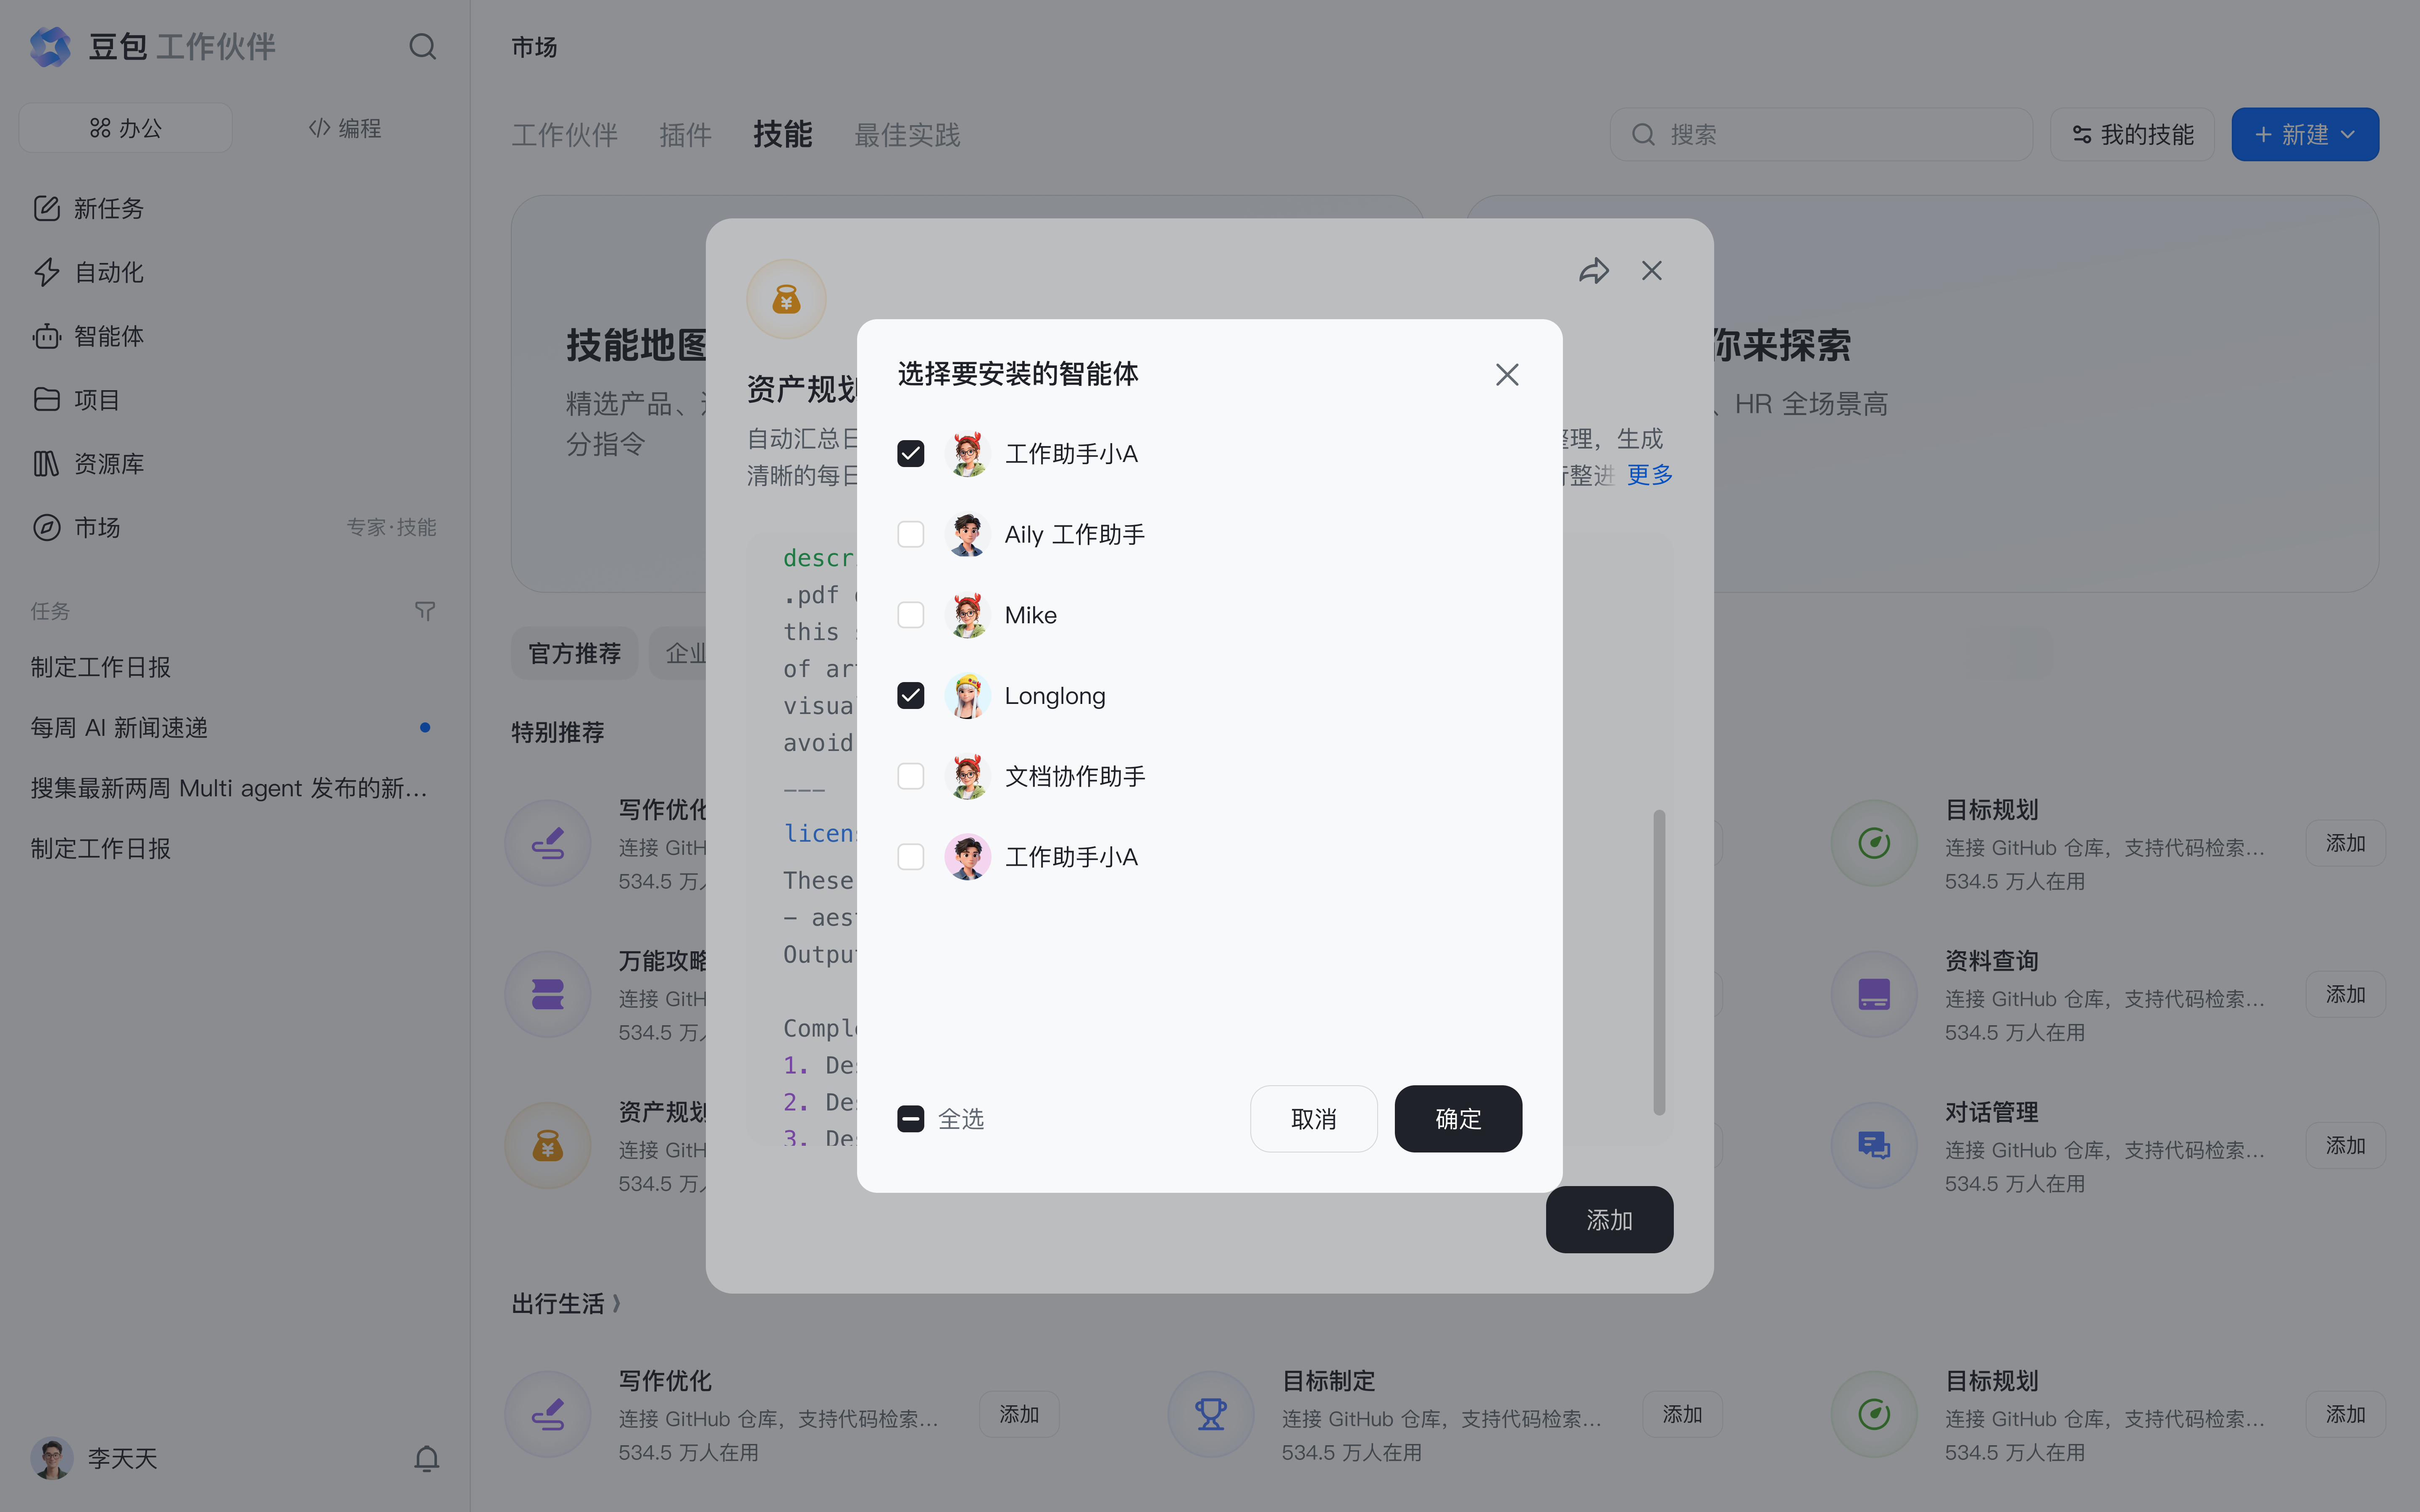 豆包 工作伙伴
办公
编程
新任务
自动化
智能体
项目
资源库
市场
专家·技能
任务
制定工作日报
每周 AI 新闻速递
搜集最新两周 Multi agent 发布的新...
制定工作日报
李天天
市场
工作伙伴
插件
技能
最佳实践
搜索
我的技能
+ 新建
技能地图
精选产品、
分指令
你来探索
、HR 全场景高
官方推荐
企业
特别推荐
写作优化
连接 GitH
534.5 万
目标规划
连接 GitHub 仓库，支持代码检索...
534.5 万人在用
添加
万能攻略
连接 GitH
534.5 万
资料查询
连接 GitHub 仓库，支持代码检索...
534.5 万人在用
添加
资产规划
连接 GitH
534.5 万
对话管理
连接 GitHub 仓库，支持代码检索...
534.5 万人在用
添加
出行生活 》
写作优化
连接 GitHub 仓库，支持代码检索...
534.5 万人在用
添加
目标制定
连接 GitHub 仓库，支持代码检索...
534.5 万人在用
添加
目标规划
连接 GitHub 仓库，支持代码检索...
534.5 万人在用
添加
资产规划
自动汇总日
理，生成
清晰的每日
整进 更多
descr
.pdf
this
of ar
visua
avoid
---
licen
These
- aes
Outpu
Compl
1. De
2. De
3. De
添加
选择要安装的智能体
工作助手小A
Aily 工作助手
Mike
Longlong
文档协作助手
工作助手小A
全选
取消
确定